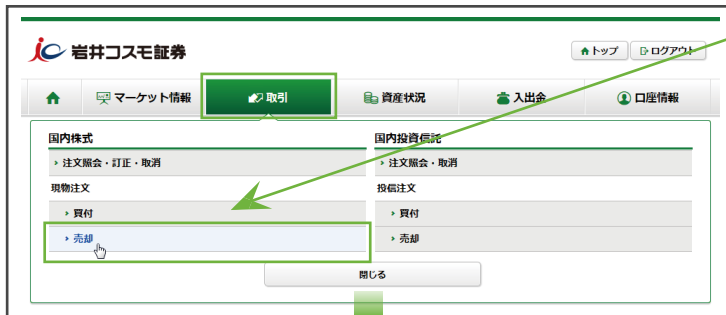 岩井コスモ証券
トップ ログアウト
マーケット情報 取引 資産状況 入出金 口座情報
国内株式 国内投資信託
注文照会・訂正・取消 注文照会・取消
現物注文 投信注文
買付 買付
売却 売却
閉じる